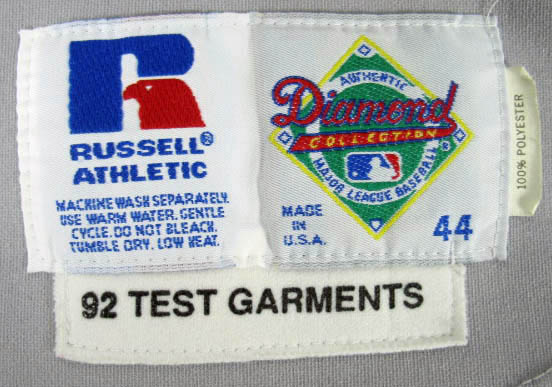 RUSSELL®
ATHLETIC
MACHINE WASH SEPARATELY.
USE WARM WATER. GENTLE
CYCLE. DO NOT BLEACH.
TUMBLE DRY. LOW HEAT.
AUTHENTIC
Diamond
COLLECTION
MAJOR LEAGUE BASEBALL®
MADE
IN
U.S.A.
44
100% POLYESTER
92 TEST GARMENTS